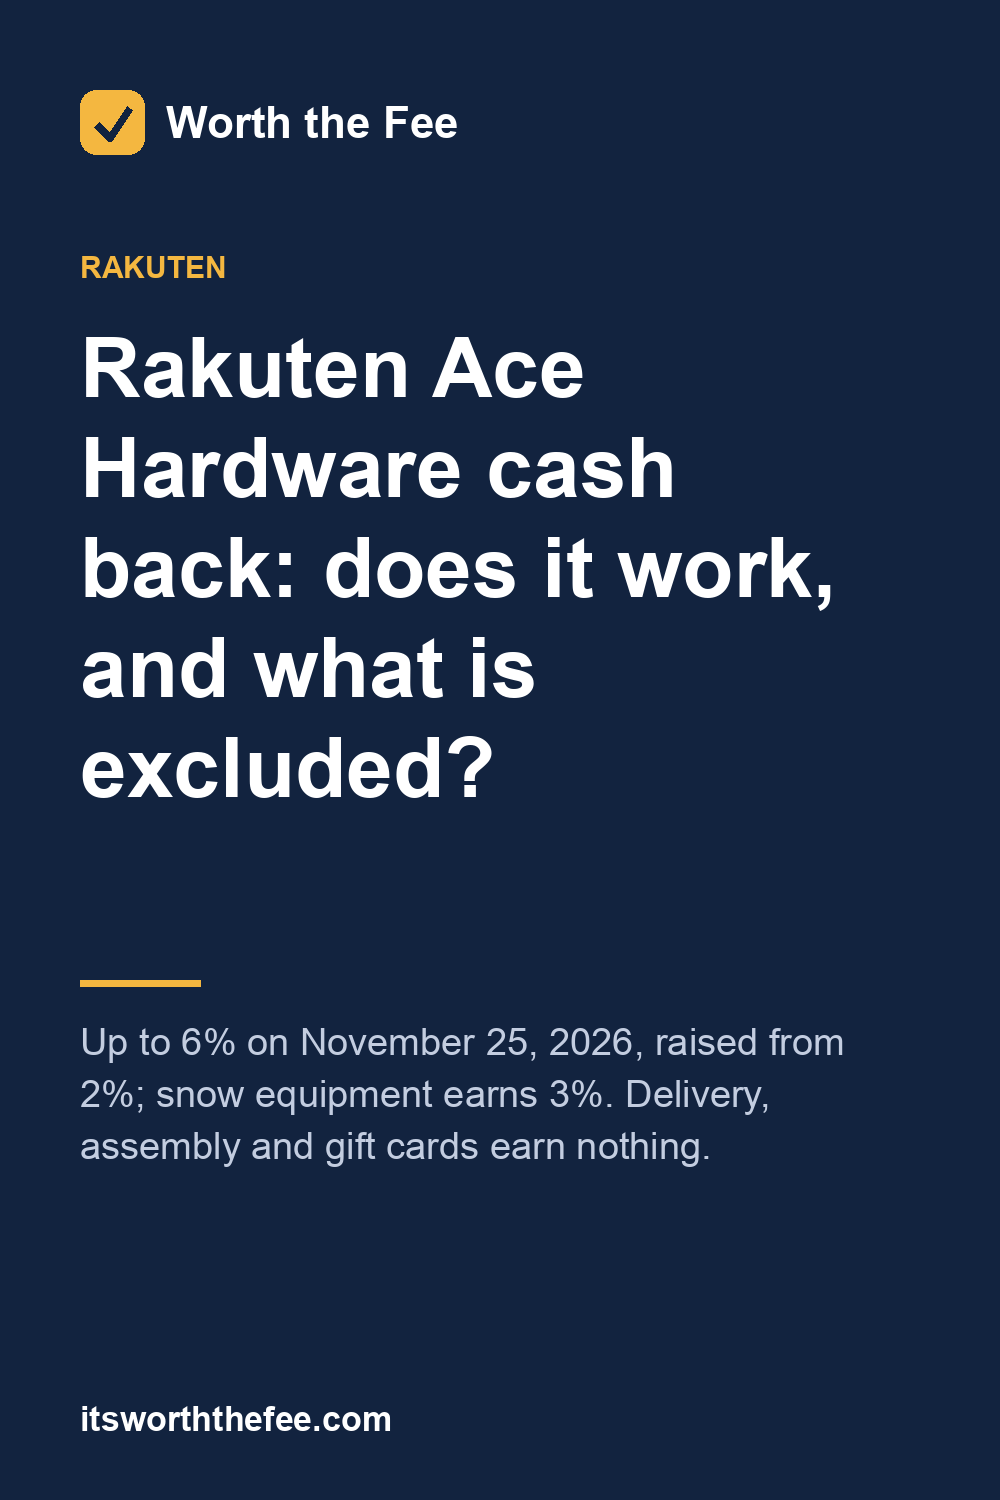 Worth the Fee
RAKUTEN
Rakuten Ace
Hardware cash
back: does it work,
and what is
excluded?
Up to 6% on November 25, 2026, raised from
2%; snow equipment earns 3%. Delivery,
assembly and gift cards earn nothing.
itsworththefee.com